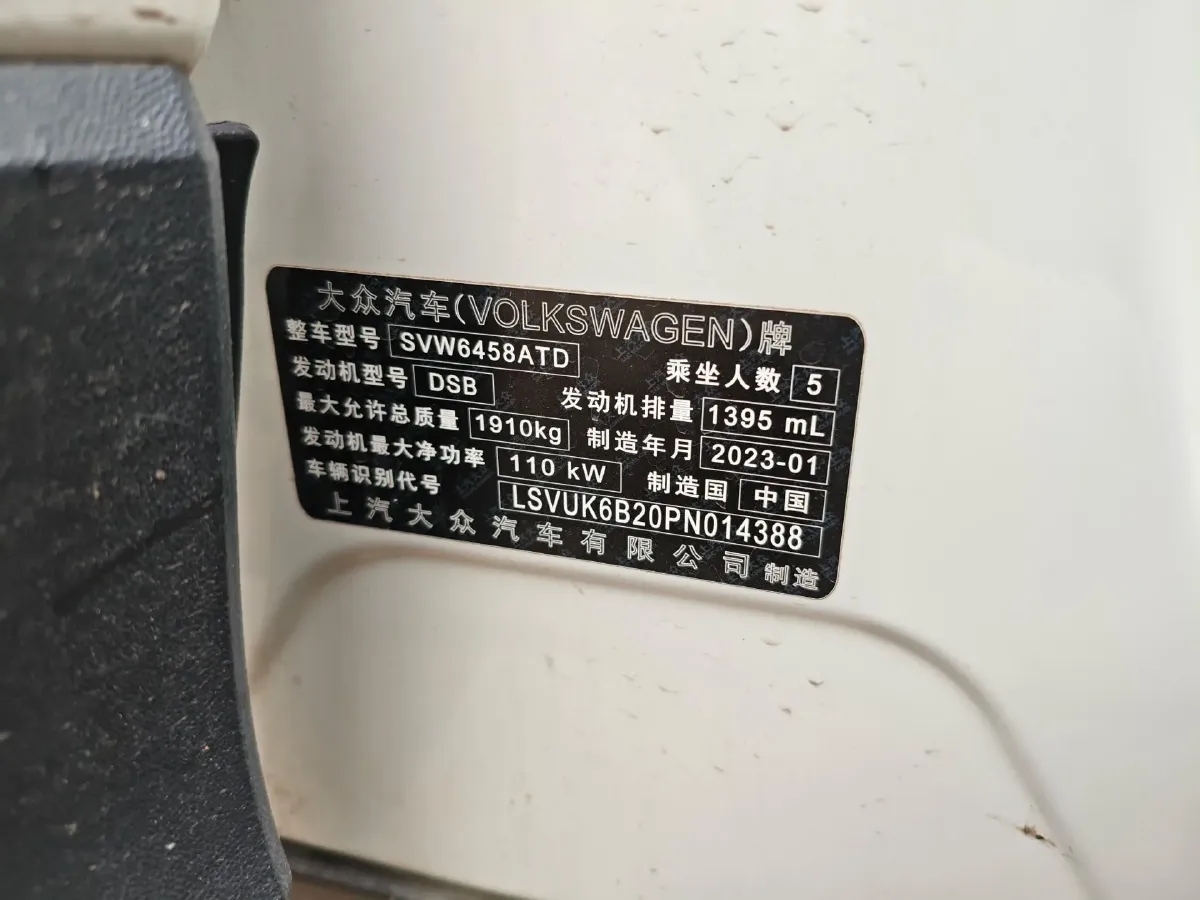 大众汽车(VOLKSWAGEN)牌
整车型号 SVW6458ATD 乘坐人数 5
发动机型号 DSB 发动机排量 1395 mL
最大允许总质量 1910kg 制造年月 2023-01
发动机最大净功率 110 kW 制造国 中国
车辆识别代号 LSVUK6B20PN014388
上汽大众汽车有限公司 制造